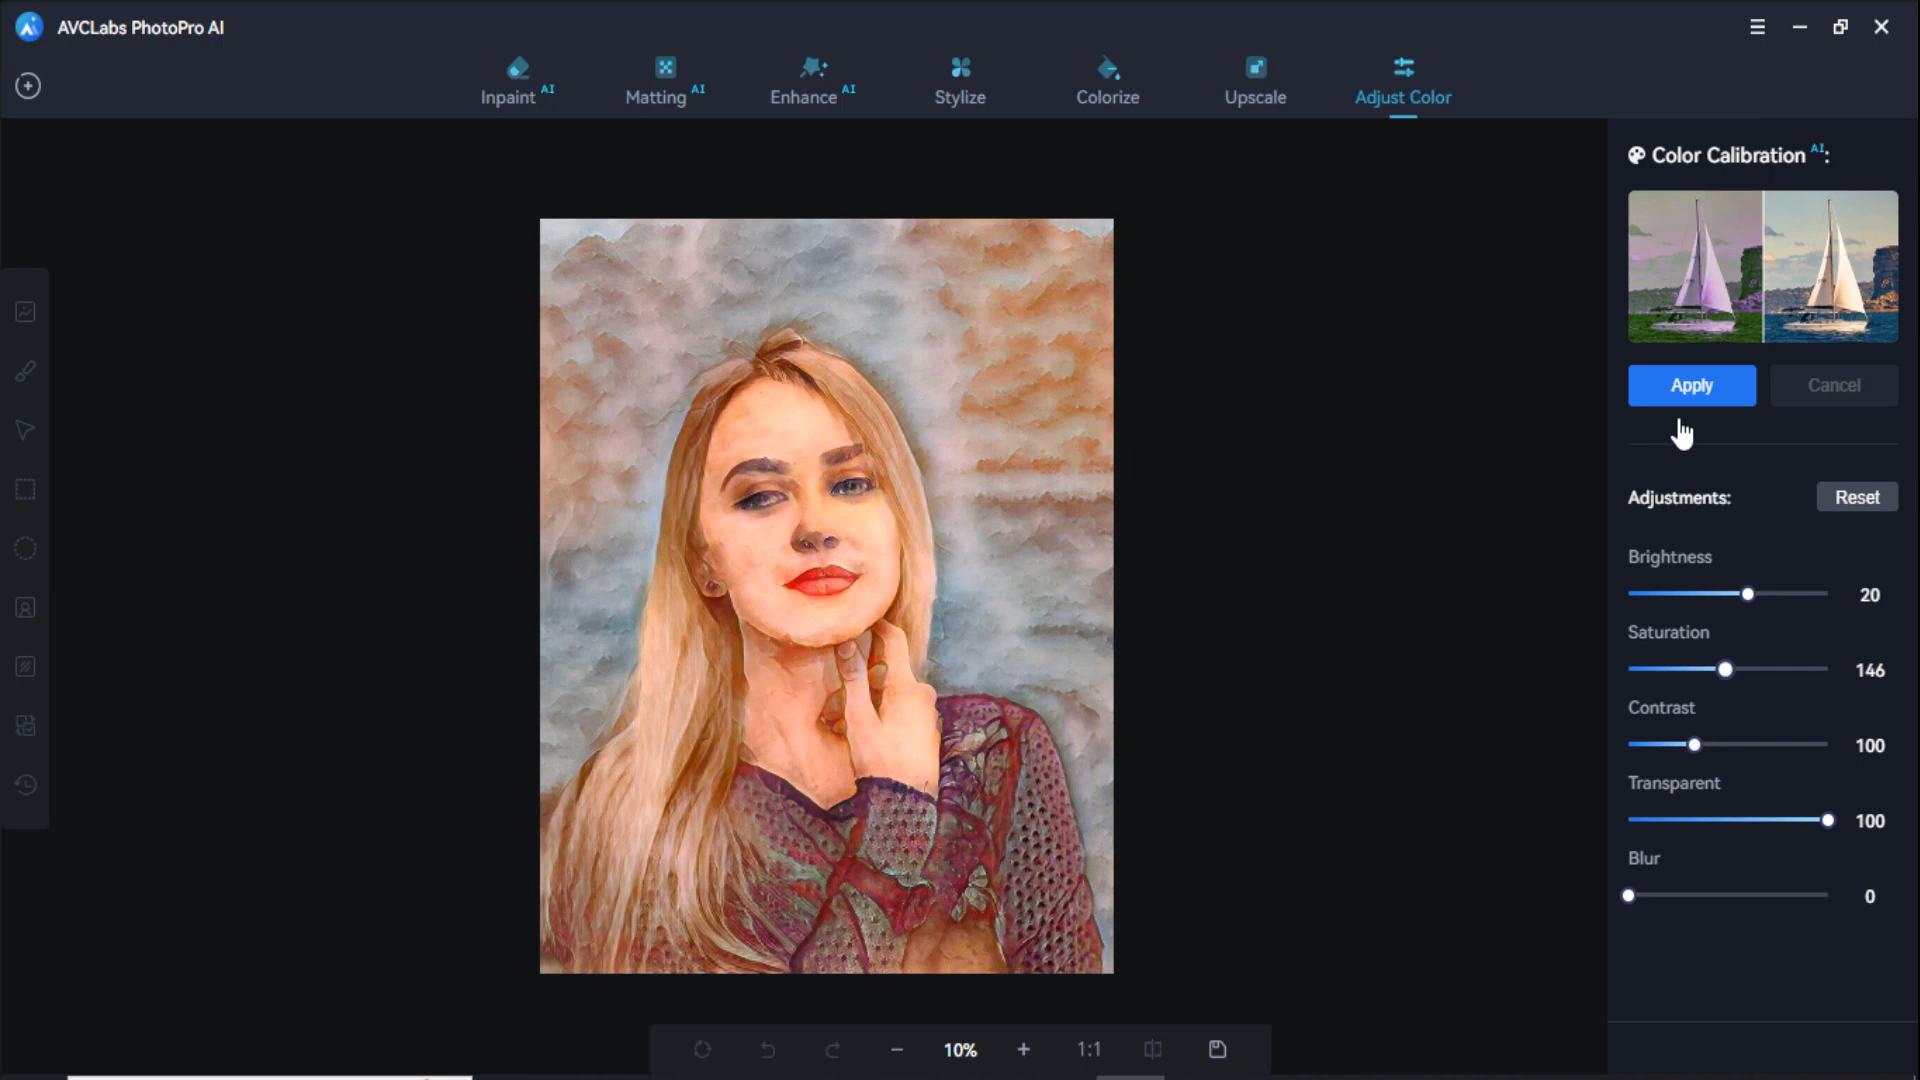 AVCLabs PhotoPro AI
Inpaint AI
Matting AI
Enhance AI
Stylize
Colorize
Upscale
Adjust Color
Color Calibration AI:
Apply
Cancel
Adjustments:
Reset
Brightness
20
Saturation
146
Contrast
100
Transparent
100
Blur
0
10%
1:1